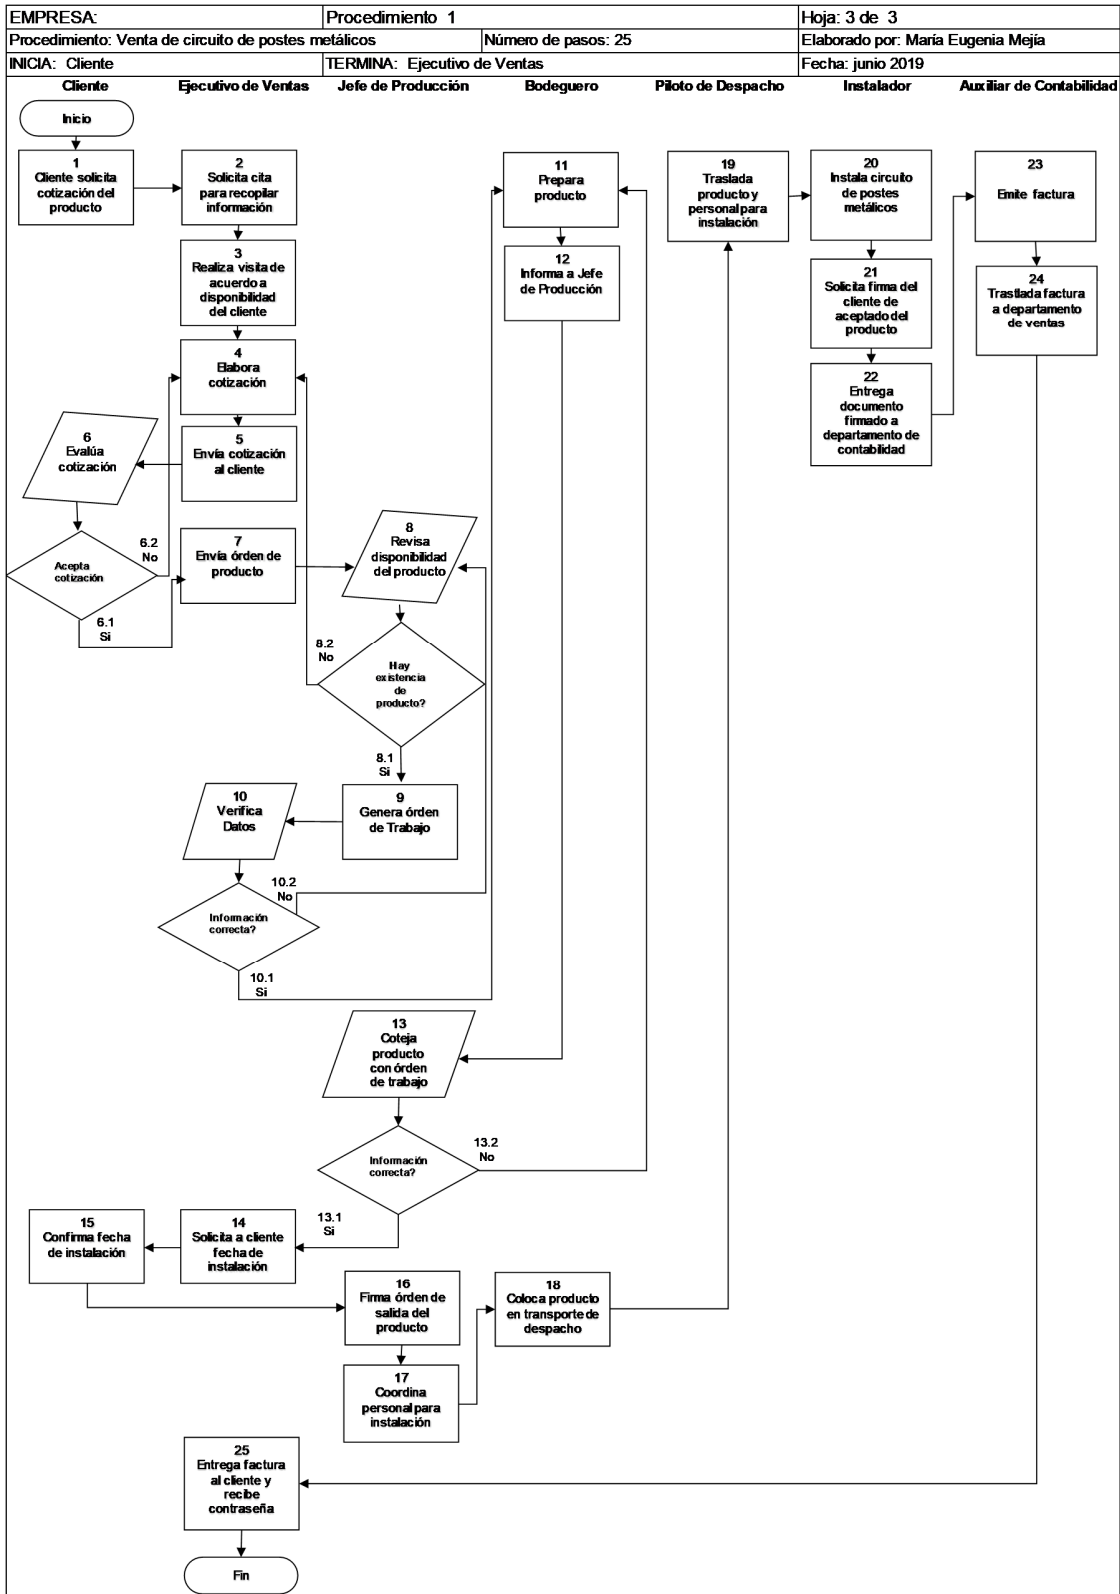 EMPRESA: Procedimiento 1 Hoja: 3 de 3
Procedimiento: Venta de circuito de postes metálicos Número de pasos: 25 Elaborado por: María Eugenia Mejía
INICIA: Cliente TERMINA: Ejecutivo de Ventas Fecha: junio 2019
Cliente Ejecutivo de Ventas Jefe de Producción Bodeguero Piloto de Despacho Instalador Auxiliar de Contabilidad
Inicio
1
Cliente solicita
cotización del
producto
2
Solicita cita
para recopilar
información
3
Realiza visita de
acuerdo a
disponibilidad
del cliente
4
Elabora
cotización
5
Envía cotización
al cliente
6
Evalúa
cotización
Acepta
cotización
6.2
No
6.1
Si
7
Envía órden de
producto
8
Revisa
disponibilidad
del producto
8.2
No
Hay
existencia
de
producto?
8.1
Si
9
Genera órden
de Trabajo
10
Verifica
Datos
10.2
No
Información
correcta?
10.1
Si
11
Prepara
producto
12
Informa a Jefe
de Producción
13
Coteja
producto
con órden
de trabajo
Información
correcta?
13.2
No
13.1
Si
14
Solicita a cliente
fecha de
instalación
15
Confirma fecha
de instalación
16
Firma órden de
salida del
producto
17
Coordina
personal para
instalación
18
Coloca producto
en transporte de
despacho
19
Traslada
producto y
personal para
instalación
20
Instala circuito
de postes
metálicos
21
Solicita firma del
cliente de
aceptado del
producto
22
Entrega
documento
firmado a
departamento de
contabilidad
23
Emite factura
24
Trastlada factura
a departamento
de ventas
25
Entrega factura
al cliente y
recibe
contraseña
Fin